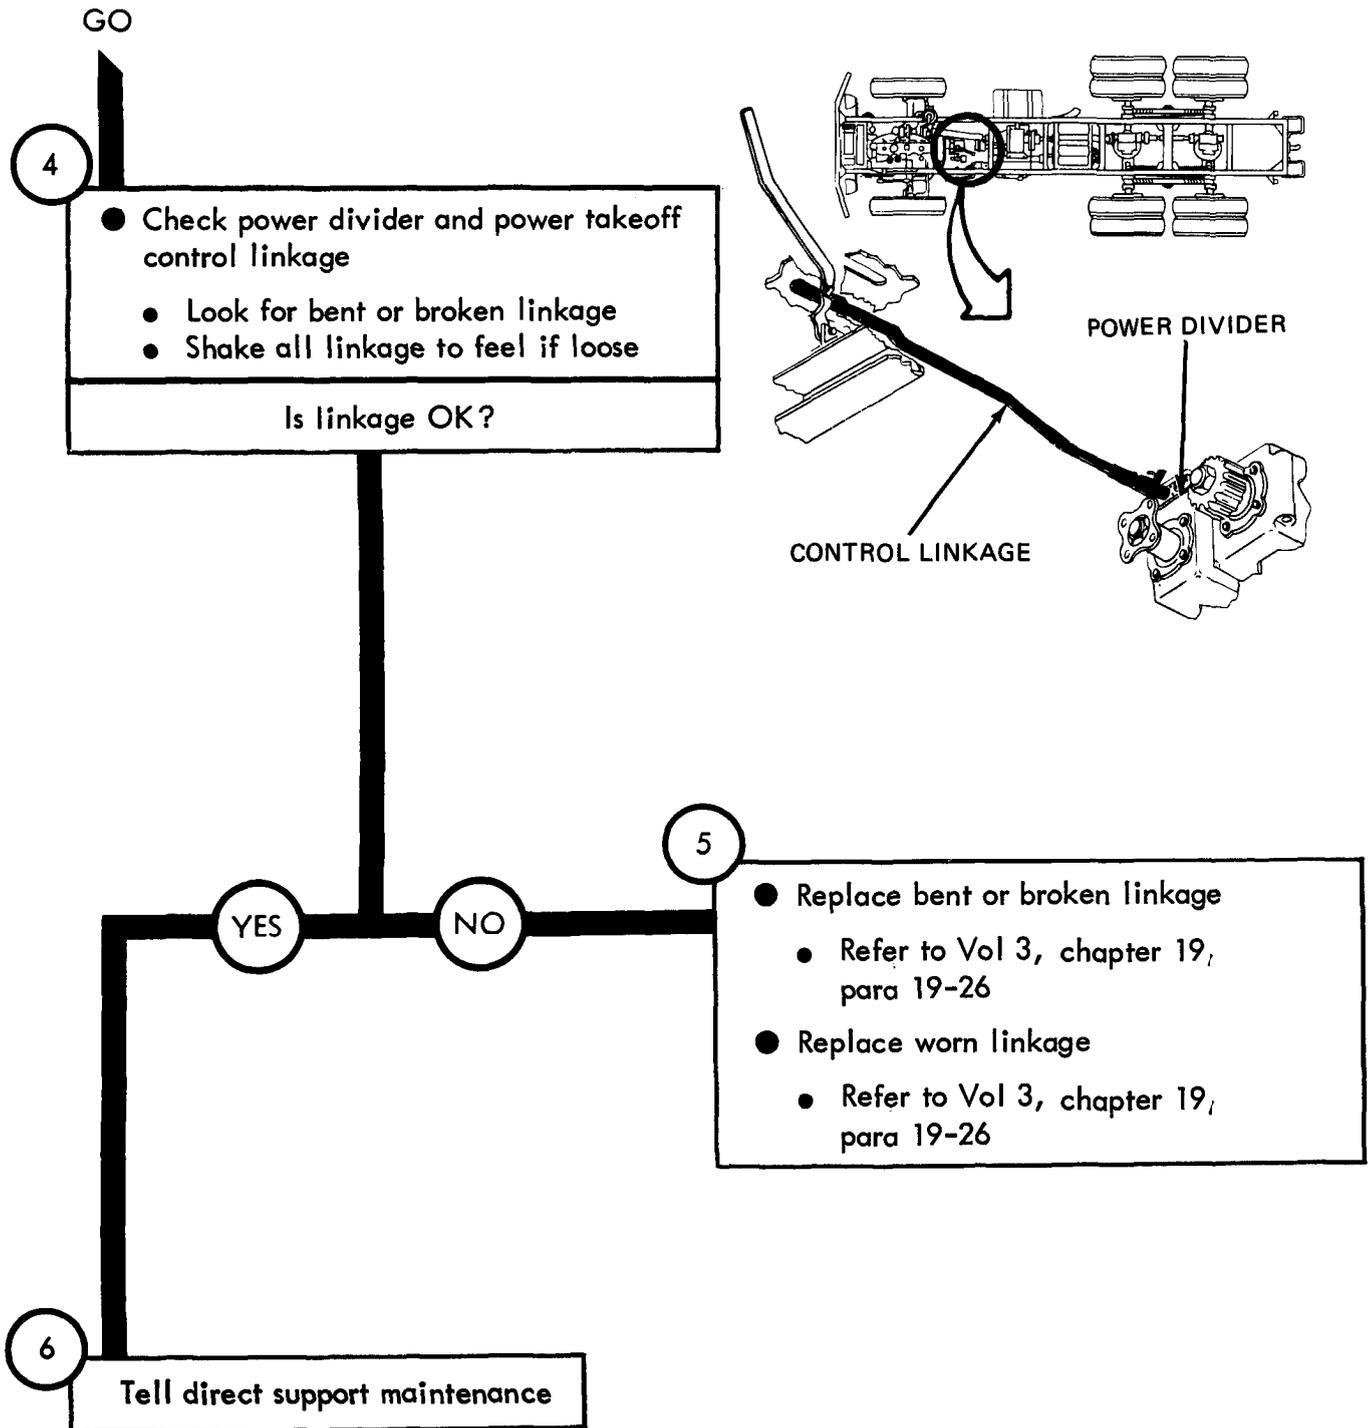 GO
4
● Check power divider and power takeoff
control linkage
● Look for bent or broken linkage
● Shake all linkage to feel if loose
Is linkage OK?
POWER DIVIDER
CONTROL LINKAGE
YES
NO
5
● Replace bent or broken linkage
● Refer to Vol 3, chapter 19,
para 19-26
● Replace worn linkage
● Refer to Vol 3, chapter 19,
para 19-26
6
Tell direct support maintenance